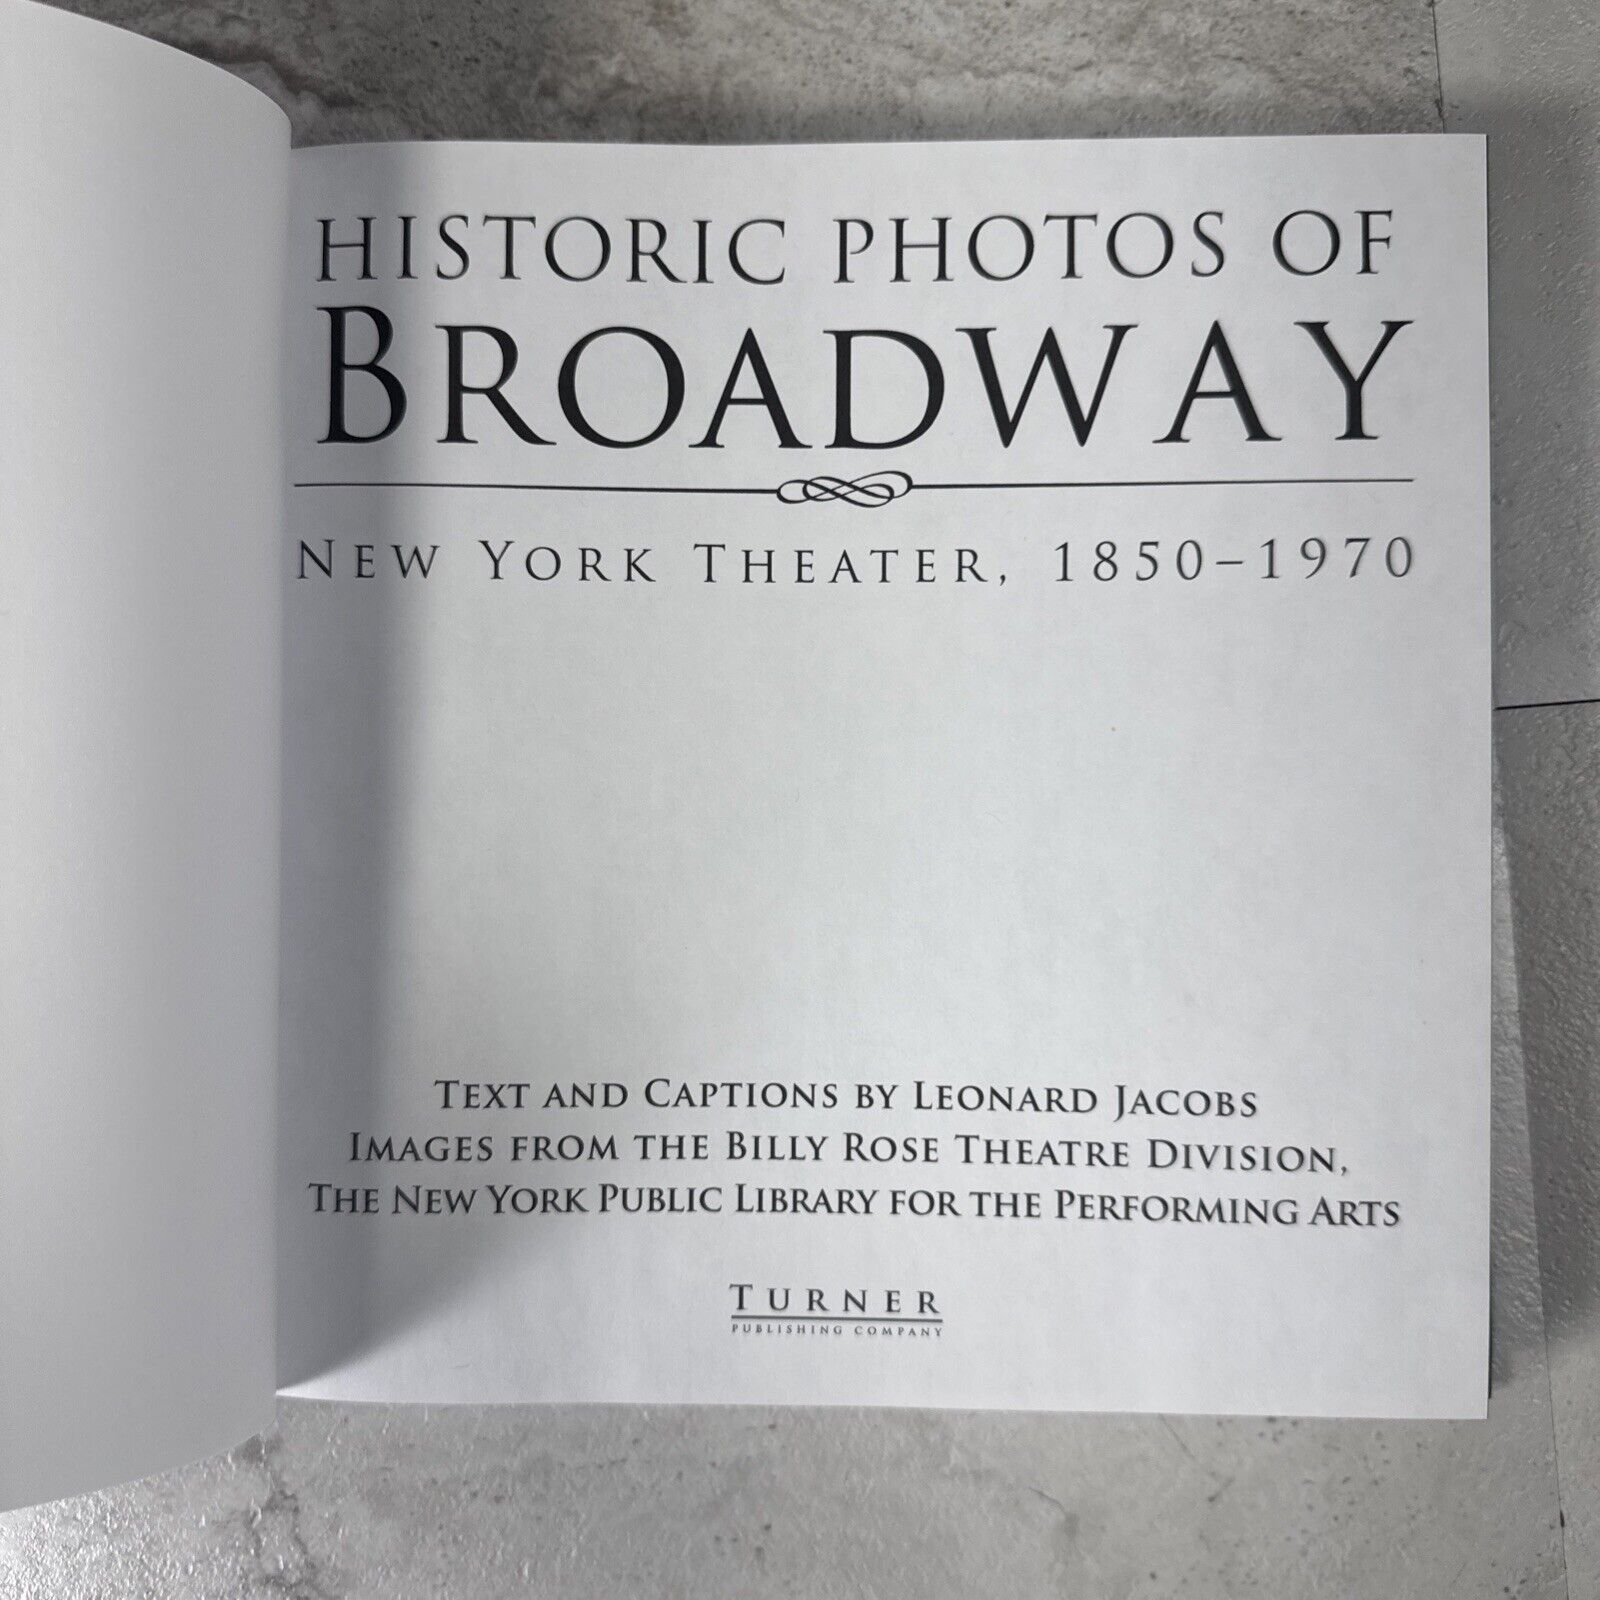 HISTORIC PHOTOS OF
BROADWAY
NEW YORK THEATER, 1850–1970
TEXT AND CAPTIONS BY LEONARD JACOBS
IMAGES FROM THE BILLY ROSE THEATRE DIVISION,
THE NEW YORK PUBLIC LIBRARY FOR THE PERFORMING ARTS
TURNER
PUBLISHING COMPANY